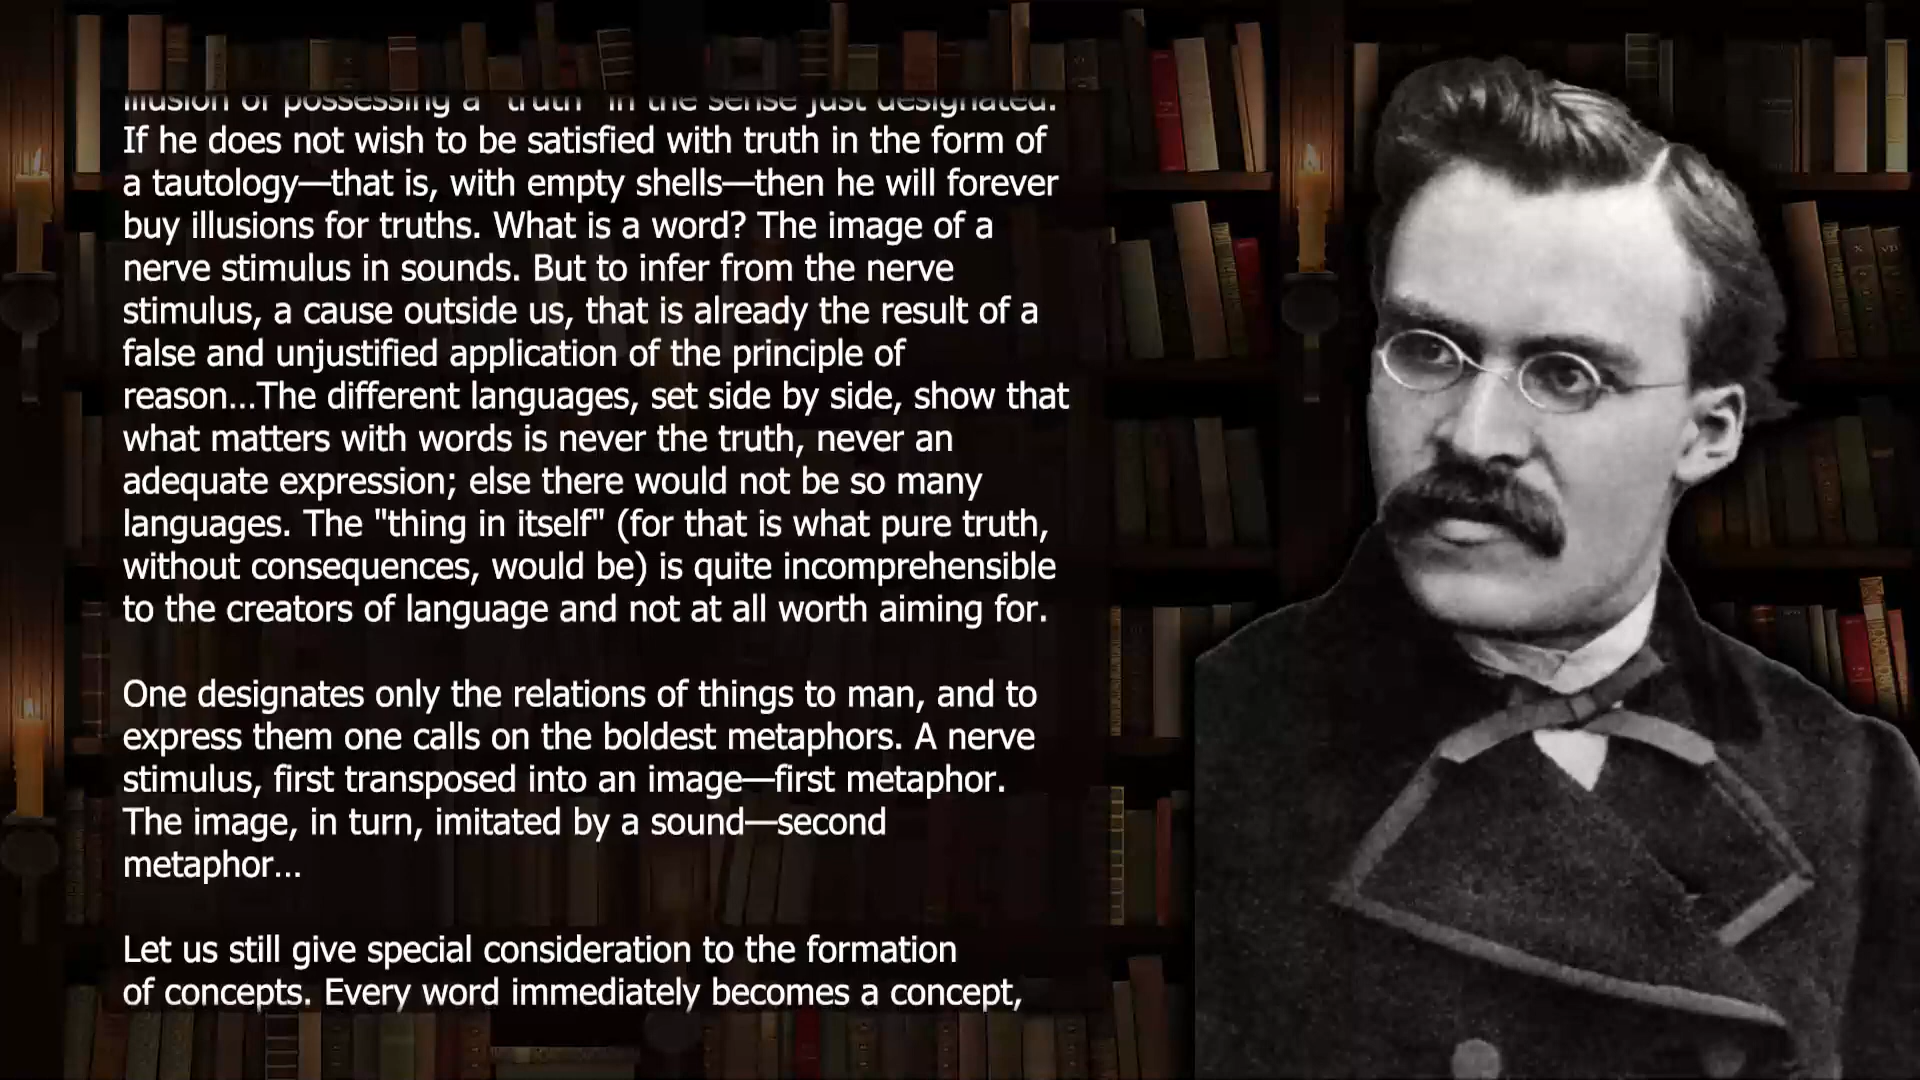 illusion of possessing a "truth" in the sense just designated.
If he does not wish to be satisfied with truth in the form of
a tautology—that is, with empty shells—then he will forever
buy illusions for truths. What is a word? The image of a
nerve stimulus in sounds. But to infer from the nerve
stimulus, a cause outside us, that is already the result of a
false and unjustified application of the principle of
reason...The different languages, set side by side, show that
what matters with words is never the truth, never an
adequate expression; else there would not be so many
languages. The "thing in itself" (for that is what pure truth,
without consequences, would be) is quite incomprehensible
to the creators of language and not at all worth aiming for.
One designates only the relations of things to man, and to
express them one calls on the boldest metaphors. A nerve
stimulus, first transposed into an image—first metaphor.
The image, in turn, imitated by a sound—second
metaphor...
Let us still give special consideration to the formation
of concepts. Every word immediately becomes a concept,